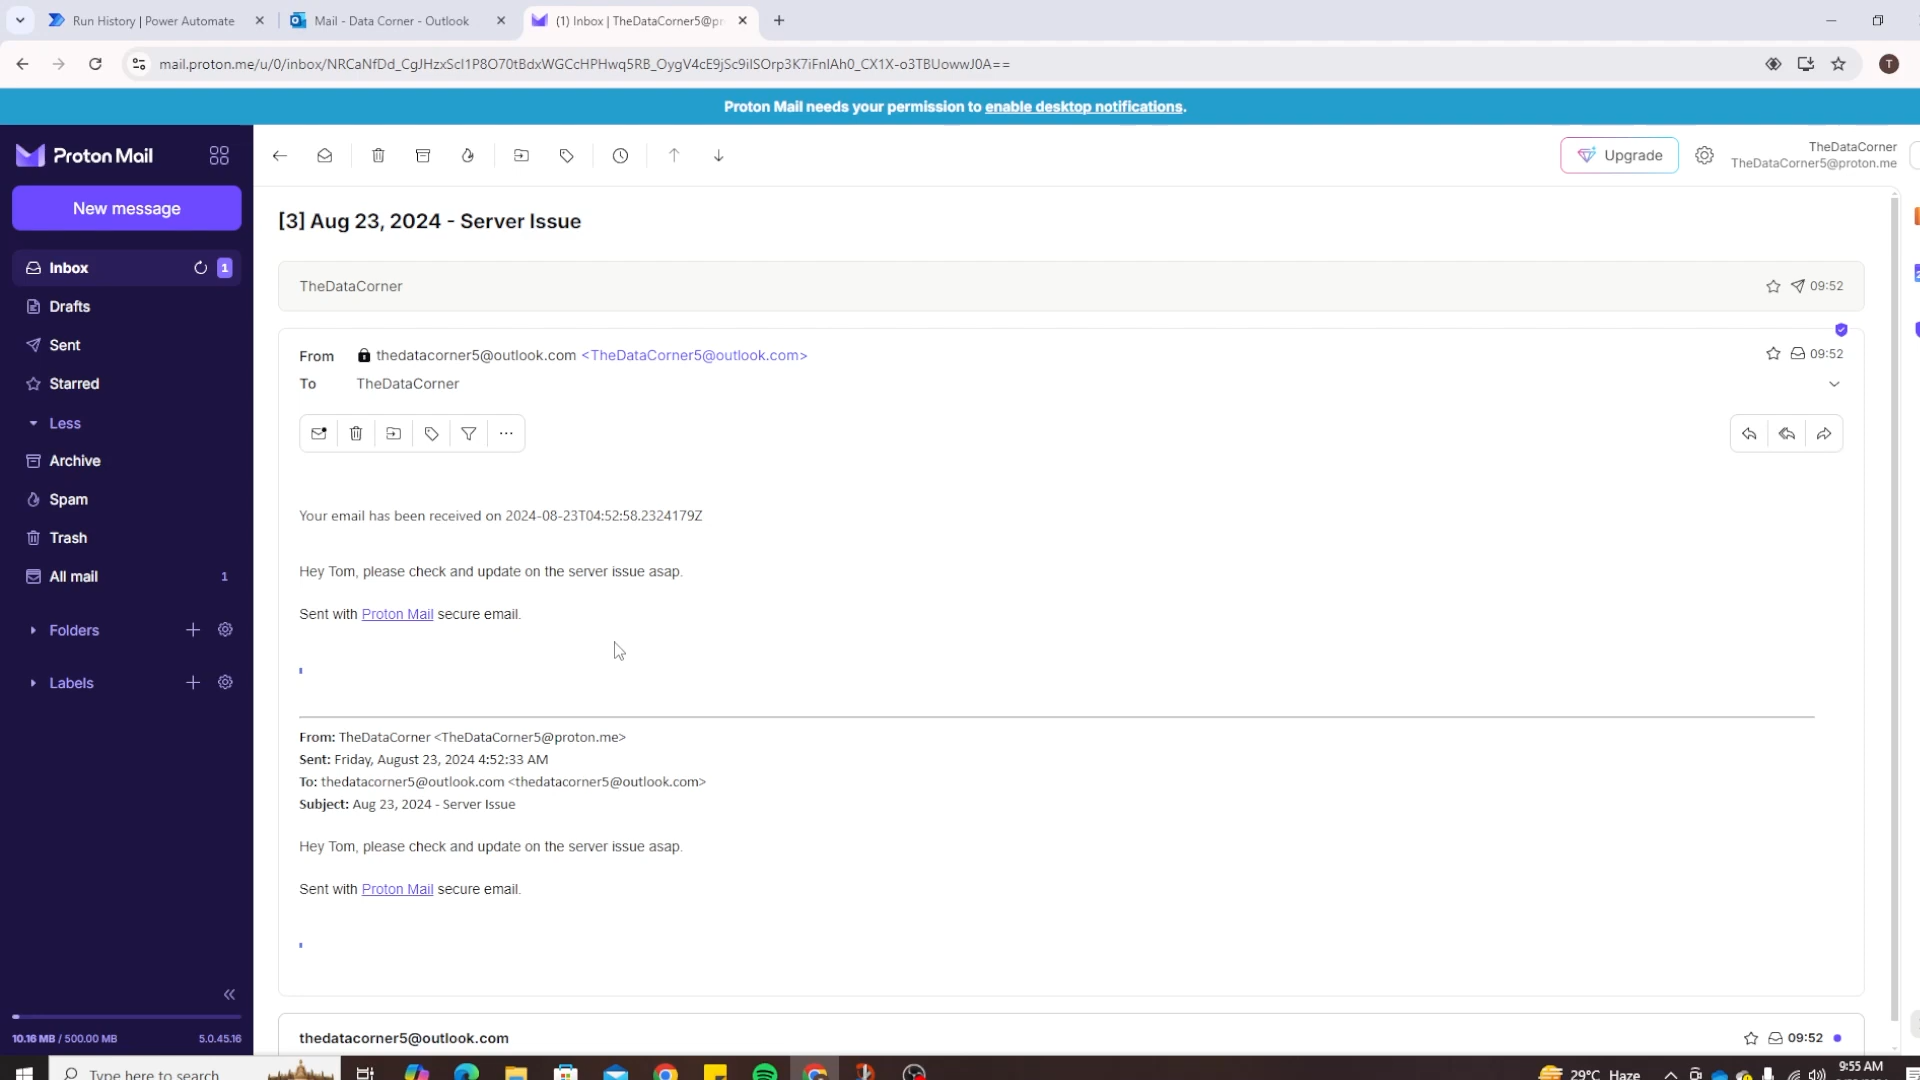 Run History | Power Automate
Mail - Data Corner - Outlook
(1) Inbox | TheDataCorner5@pr
mail.proton.me/u/0/inbox/NRCaNfDd_CgJHzxScI1P8O70tBdxWGCcHPHwq5RB_OygV4cE9jSc9iISOrp3K7iFnIAh0_CX1X-o3TBUowwJ0A==
T
Proton Mail needs your permission to enable desktop notifications.
Proton Mail
Upgrade
TheDataCorner
TheDataCorner5@proton.me
New message
[3] Aug 23, 2024 - Server Issue
Inbox 1
TheDataCorner 09:52
Drafts
Sent
From thedatacorner5@outlook.com <TheDataCorner5@outlook.com> 09:52
To TheDataCorner
Starred
Less
Archive
Spam
Your email has been received on 2024-08-23T04:52:58.2324179Z
Trash
Hey Tom, please check and update on the server issue asap.
All mail 1
Sent with Proton Mail secure email.
Folders
Labels
From: TheDataCorner <TheDataCorner5@proton.me>
Sent: Friday, August 23, 2024 4:52:33 AM
To: thedatacorner5@outlook.com <thedatacorner5@outlook.com>
Subject: Aug 23, 2024 - Server Issue
Hey Tom, please check and update on the server issue asap.
Sent with Proton Mail secure email.
10.16 MB / 500.00 MB 5.0.45.16
thedatacorner5@outlook.com 09:52
Type here to search
29°C Haze
9:55 AM